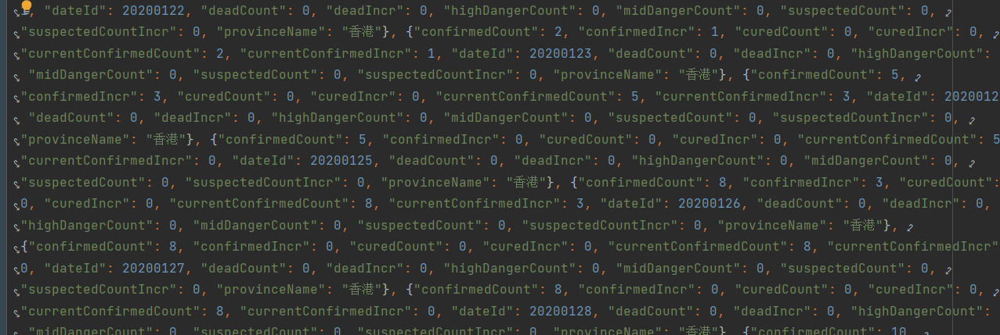 , "dateId": 20200122, "deadCount": 0, "deadIncr": 0, "highDangerCount": 0, "midDangerCount": 0, "suspectedCount": 0,
"suspectedCountIncr": 0, "provinceName": "香港"}, {"confirmedCount": 2, "confirmedIncr": 1, "curedCount": 0, "curedIncr": 0,
"currentConfirmedCount": 2, "currentConfirmedIncr": 1, "dateId": 20200123, "deadCount": 0, "deadIncr": 0, "highDangerCount":
"midDangerCount": 0, "suspectedCount": 0, "suspectedCountIncr": 0, "provinceName": "香港"}, {"confirmedCount": 5,
"confirmedIncr": 3, "curedCount": 0, "curedIncr": 0, "currentConfirmedCount": 5, "currentConfirmedIncr": 3, "dateId": 2020012
"deadCount": 0, "deadIncr": 0, "highDangerCount": 0, "midDangerCount": 0, "suspectedCount": 0, "suspectedCountIncr": 0,
"provinceName": "香港"}, {"confirmedCount": 5, "confirmedIncr": 0, "curedCount": 0, "curedIncr": 0, "currentConfirmedCount": 5
"currentConfirmedIncr": 0, "dateId": 20200125, "deadCount": 0, "deadIncr": 0, "highDangerCount": 0, "midDangerCount": 0,
"suspectedCount": 0, "suspectedCountIncr": 0, "provinceName": "香港"}, {"confirmedCount": 8, "confirmedIncr": 3, "curedCount":
0, "curedIncr": 0, "currentConfirmedCount": 8, "currentConfirmedIncr": 3, "dateId": 20200126, "deadCount": 0, "deadIncr": 0,
"highDangerCount": 0, "midDangerCount": 0, "suspectedCount": 0, "suspectedCountIncr": 0, "provinceName": "香港"},
{"confirmedCount": 8, "confirmedIncr": 0, "curedCount": 0, "curedIncr": 0, "currentConfirmedCount": 8, "currentConfirmedIncr"
0, "dateId": 20200127, "deadCount": 0, "deadIncr": 0, "highDangerCount": 0, "midDangerCount": 0, "suspectedCount": 0,
"suspectedCountIncr": 0, "provinceName": "香港"}, {"confirmedCount": 8, "confirmedIncr": 0, "curedCount": 0, "curedIncr": 0,
"currentConfirmedCount": 8, "currentConfirmedIncr": 0, "dateId": 20200128, "deadCount": 0, "deadIncr": 0, "highDangerCount":
"midDangerCount": 0, "suspectedCount": 0, "suspectedCountIncr": 0, "provinceName": "香港"}, {"confirmedCount": 10,